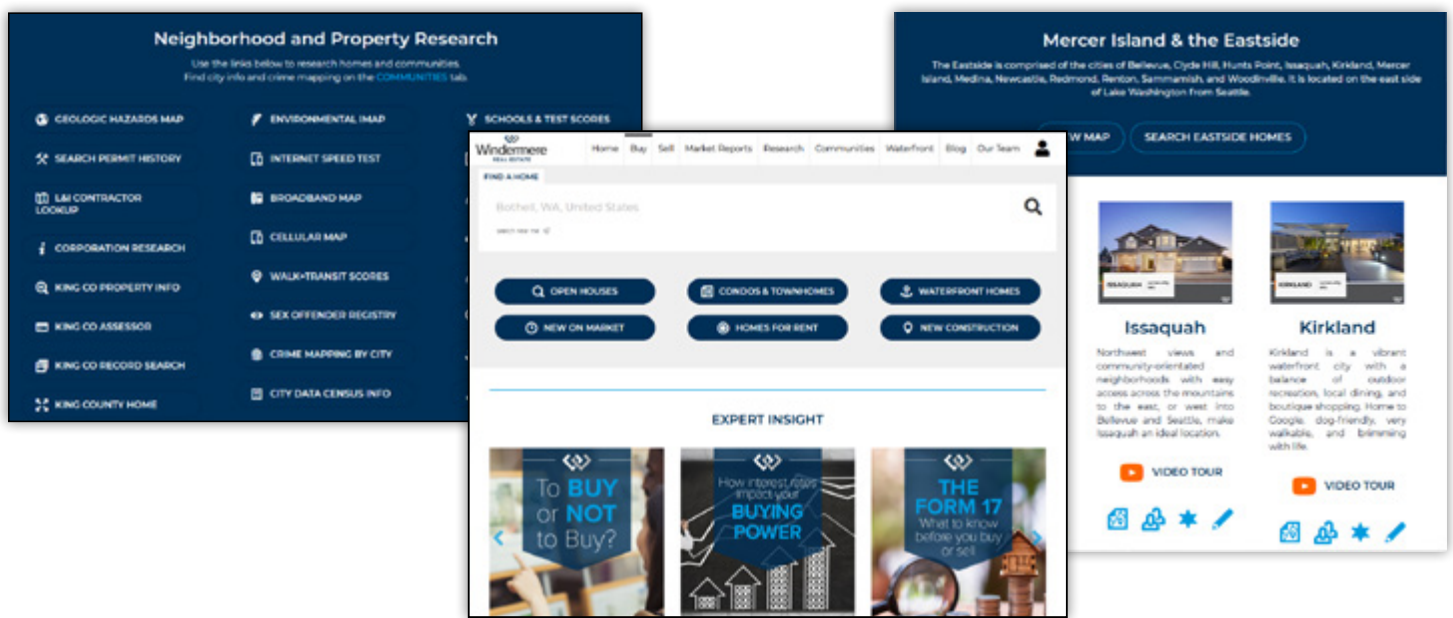 Neighborhood and Property Research
Use the links below to research homes and communities.
Find city info and crime mapping on the COMMUNITIES tab.
GEOLOGIC HAZARDS MAP
SEARCH PERMIT HISTORY
L&I CONTRACTOR
LOOKUP
CORPORATION RESEARCH
KING CO PROPERTY INFO
KING CO ASSESSOR
KING CO RECORD SEARCH
KING COUNTY HOME
ENVIRONMENTAL IMAP
INTERNET SPEED TEST
BROADBAND MAP
CELLULAR MAP
WALK+TRANSIT SCORES
SEX OFFENDER REGISTRY
CRIME MAPPING BY CITY
CITY DATA CENSUS INFO
SCHOOLS & TEST SCORES
Windermere
REAL ESTATE
Home Buy Sell Market Reports Research Communities Waterfront Blog Our Team
FIND A HOME
Bothell, WA, United States
OPEN HOUSES
CONDOS & TOWNHOMES
WATERFRONT HOMES
NEW ON MARKET
HOMES FOR RENT
NEW CONSTRUCTION
EXPERT INSIGHT
To BUY
or NOT
to Buy?
How interest rates
impact your
BUYING
POWER
THE
FORM 17
What to know
before you buy
or sell
Mercer Island & the Eastside
The Eastside is comprised of the cities of Bellevue, Clyde Hill, Hunts Point, Issaquah, Kirkland, Mercer
Island, Medina, Newcastle, Redmond, Renton, Sammamish, and Woodinville. It is located on the east side
of Lake Washington from Seattle.
W MAP
SEARCH EASTSIDE HOMES
ISSAQUAH
KIRKLAND
Issaquah
Northwest views and
community-orientated
neighborhoods with easy
access across the mountains
to the east, or west into
Bellevue and Seattle, make
Issaquah an ideal location.
VIDEO TOUR
Kirkland
Kirkland is a vibrant
waterfront city with a
balance of outdoor
recreation, local dining, and
boutique shopping. Home to
Google, dog-friendly, very
walkable, and brimming
with life.
VIDEO TOUR